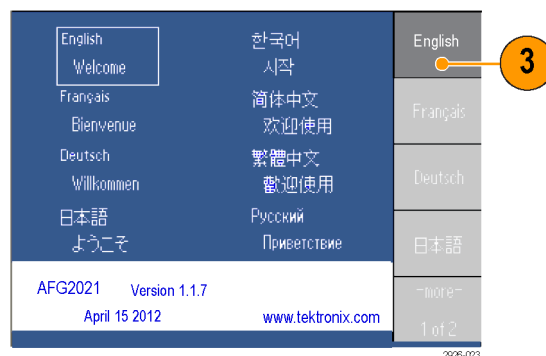 English
Welcome
Français
Bienvenue
Deutsch
Willkommen
日本語
ようこそ
한국어
시작
简体中文
欢迎使用
繁體中文
歡迎使用
Русский
Приветствие
AFG2021 Version 1.1.7
April 15 2012 www.tektronix.com
English
Français
Deutsch
日本語
-more-
1 of 2
3
2926-023